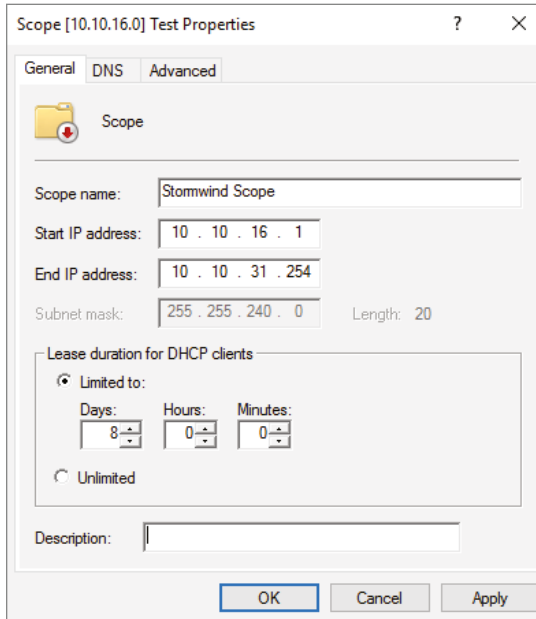 Scope [10.10.16.0] Test Properties ? ×
General DNS Advanced
Scope
Scope name: Stormwind Scope
Start IP address: 10 . 10 . 16 . 1
End IP address: 10 . 10 . 31 . 254
Subnet mask: 255 . 255 . 240 . 0 Length: 20
Lease duration for DHCP clients
Limited to:
Days: Hours: Minutes:
8 0 0
Unlimited
Description:
OK Cancel Apply